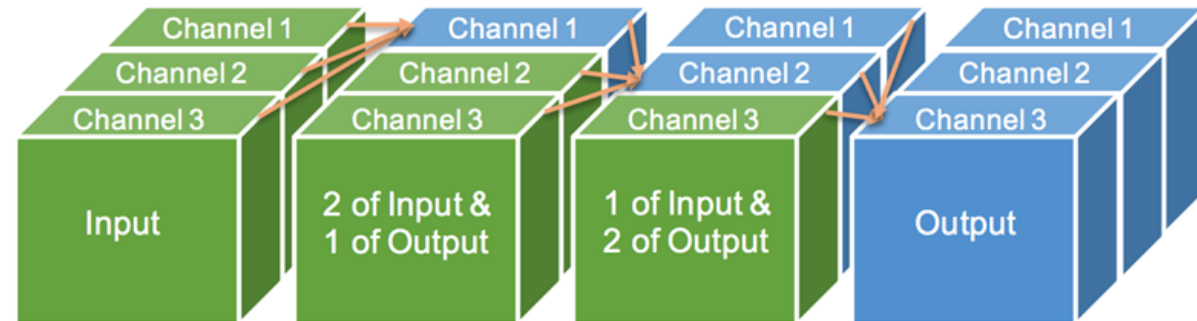 Channel 1
Channel 2
Channel 3
Input
Channel 1
Channel 2
Channel 3
2 of Input &
1 of Output
Channel 1
Channel 2
Channel 3
1 of Input &
2 of Output
Channel 1
Channel 2
Channel 3
Output